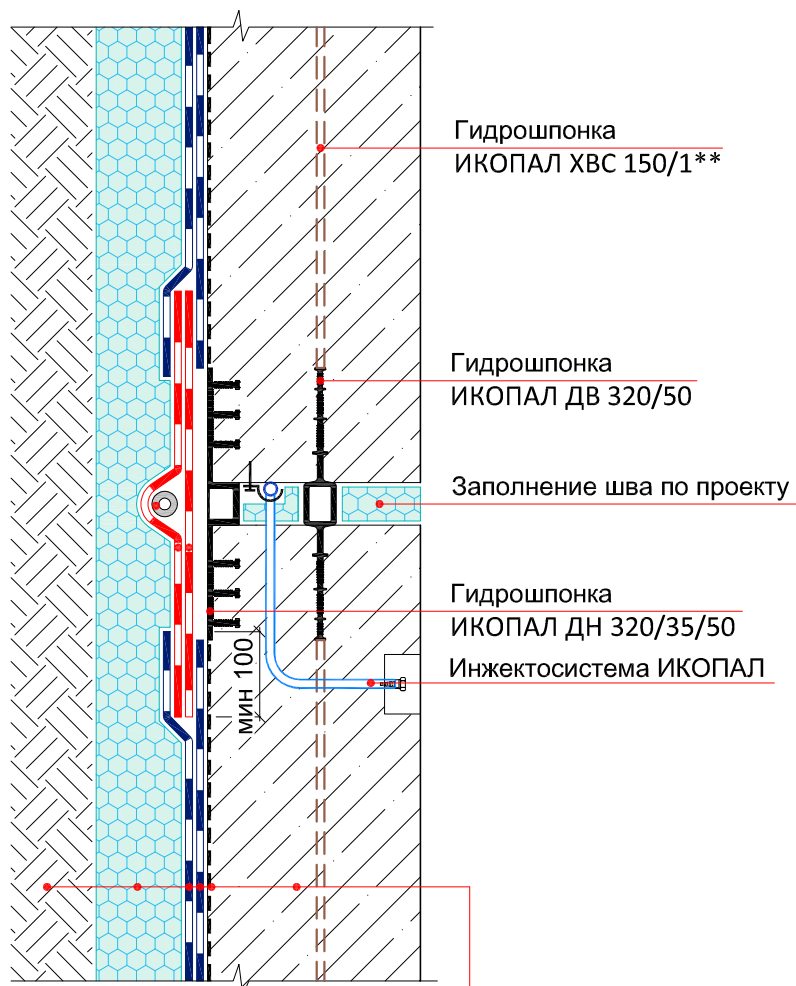 Гидрошпонка
ИКОПАЛ ХВС 150/1**
Гидрошпонка
ИКОПАЛ ДВ 320/50
Заполнение шва по проекту
Гидрошпонка
ИКОПАЛ ДН 320/35/50
Инжектосистема ИКОПАЛ
мин 100